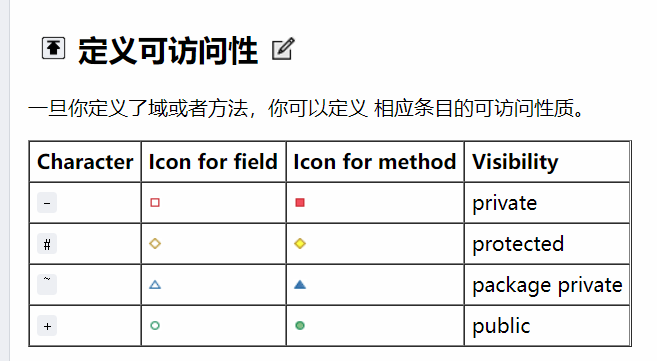 定义可访问性
一旦你定义了域或者方法，你可以定义 相应条目的可访问性质。
Character Icon for field Icon for method Visibility
- private
# protected
~ package private
+ public